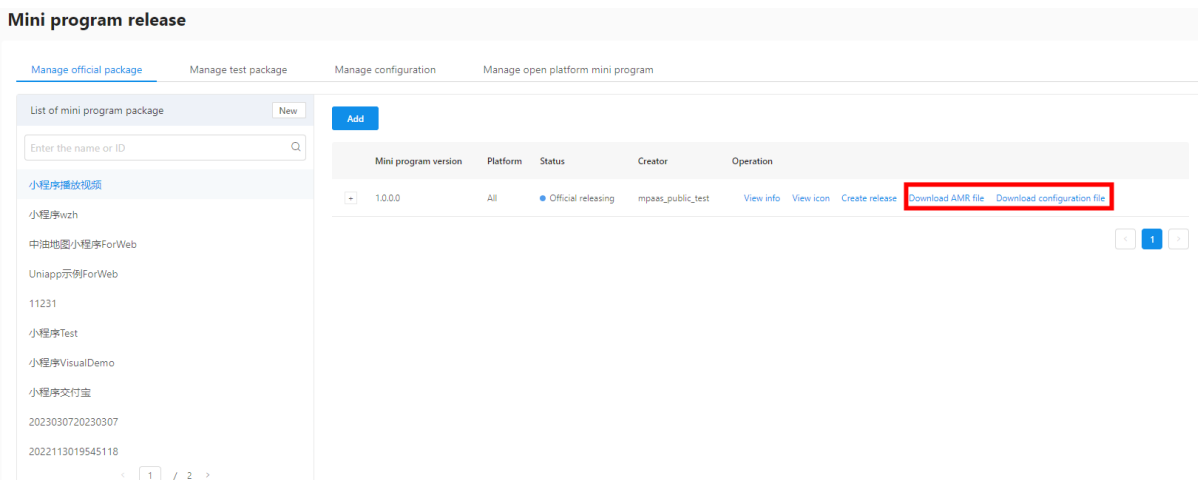 Mini program release
Manage official package Manage test package Manage configuration Manage open platform mini program
List of mini program package New
Enter the name or ID
小程序播放视频
小程序wzh
中油地图小程序ForWeb
Uniapp示例ForWeb
11231
小程序Test
小程序VisualDemo
小程序交付宝
2023030720230307
2022113019545118
< 1 / 2 >
Add
Mini program version Platform Status Creator Operation
+ 1.0.0.0 All Official releasing mpaas_public_test View info View icon Create release Download AMR file Download configuration file
< 1 >